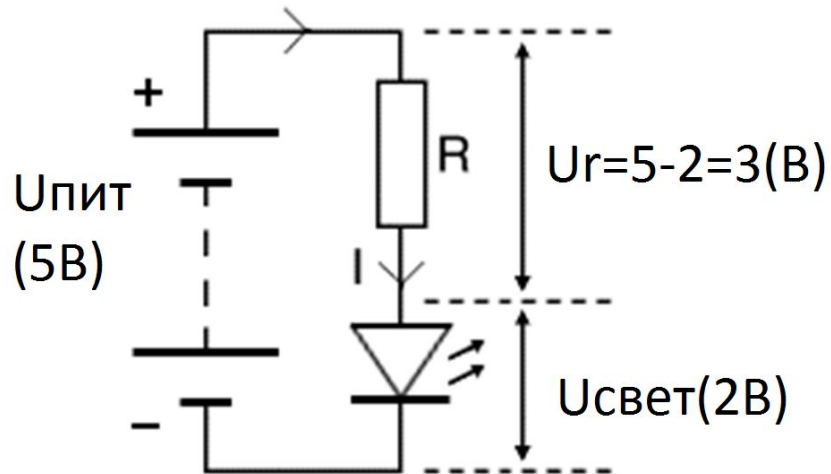 +
Uпит
(5В)
–
R
I
Ur=5-2=3(В)
Uсвет(2В)